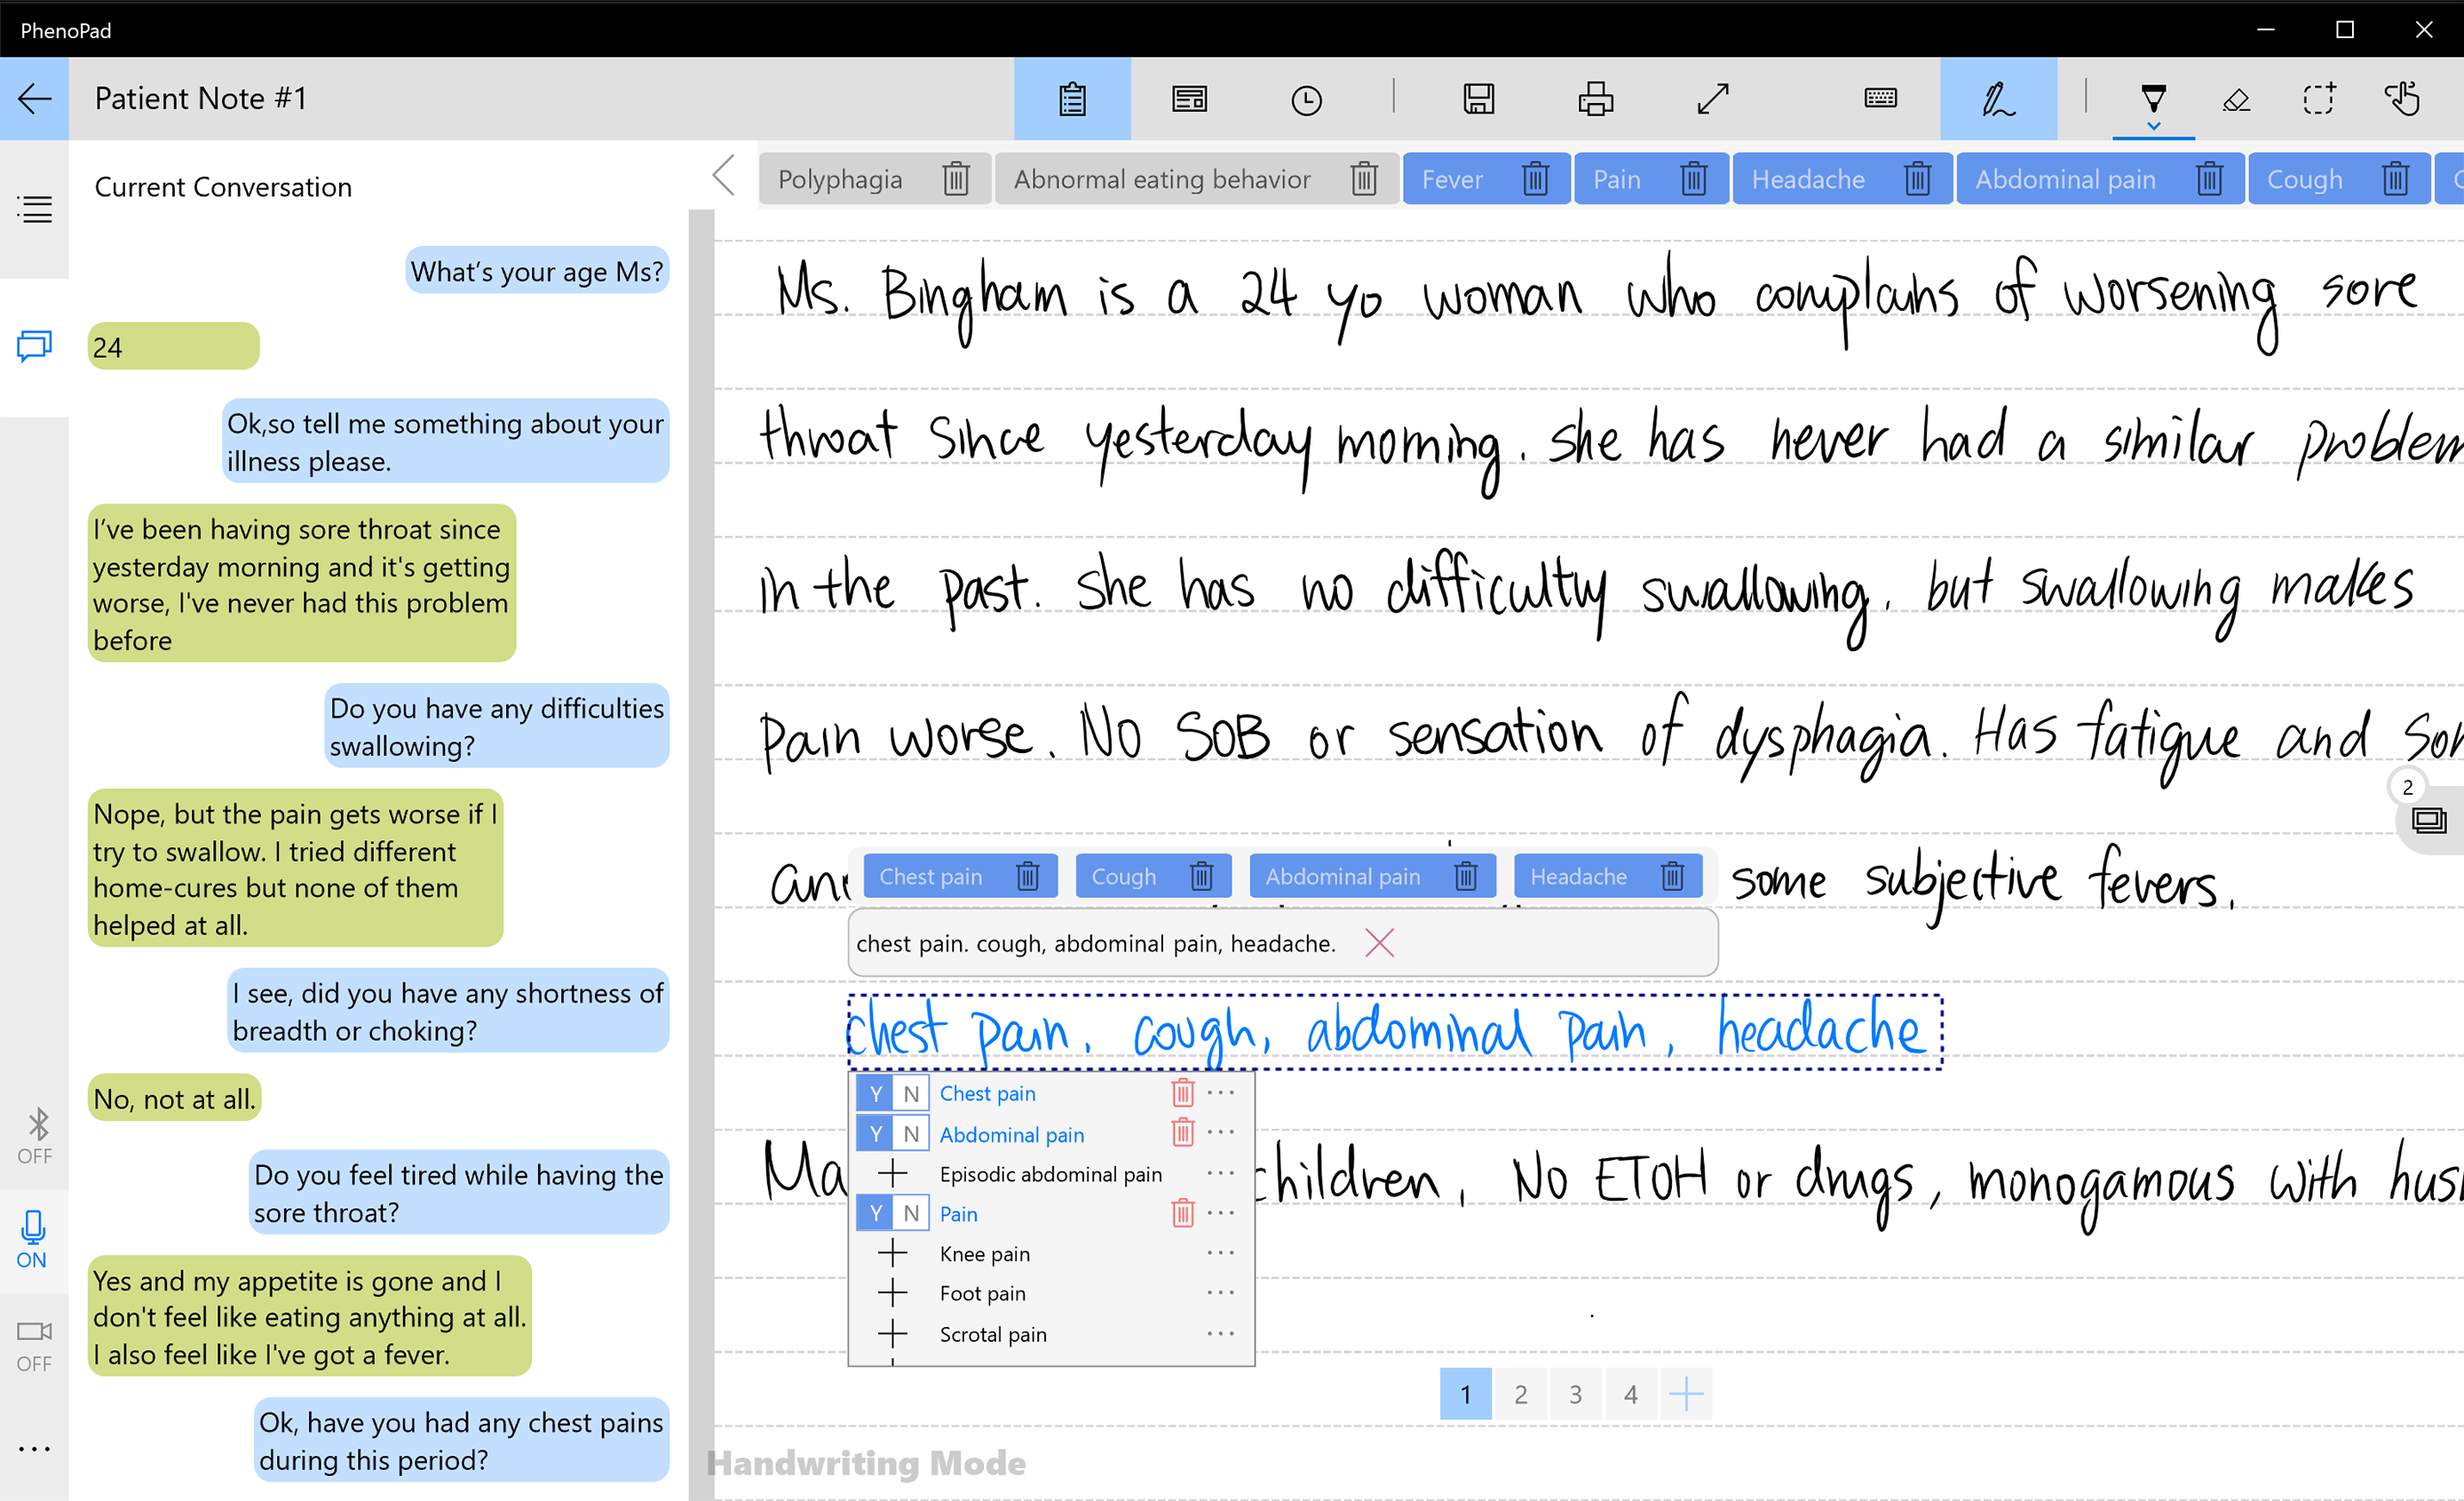 PhenoPad
Patient Note #1
Current Conversation
What's your age Ms?
24
Ok,so tell me something about your
illness please.
I've been having sore throat since
yesterday morning and it's getting
worse, I've never had this problem
before
Do you have any difficulties
swallowing?
Nope, but the pain gets worse if I
try to swallow. I tried different
home-cures but none of them
helped at all.
I see, did you have any shortness of
breadth or choking?
No, not at all.
Do you feel tired while having the
sore throat?
Yes and my appetite is gone and I
don't feel like eating anything at all.
I also feel like I've got a fever.
Ok, have you had any chest pains
during this period?
OFF
ON
OFF
Polyphagia Abnormal eating behavior Fever Pain Headache Abdominal pain Cough
Ms. Bingham is a 24 yo woman who complains of worsening sore
throat since yesterday morning. she has never had a similar problem
in the past. She has no difficultly swallowing, but swallowing makes
pain worse. No SOB or sensation of dysphagia. Has fatigue and
2
some subjective fevers.
Chest pain Cough Abdominal pain Headache
chest pain. cough, abdominal pain, headache.
chest pain, cough, abdominal pain, headache
Y N Chest pain
Y N Abdominal pain
Episodic abdominal pain
Y N Pain
Knee pain
Foot pain
Scrotal pain
children. No ETOH or drugs, monogamous with
1 2 3 4
Handwriting Mode